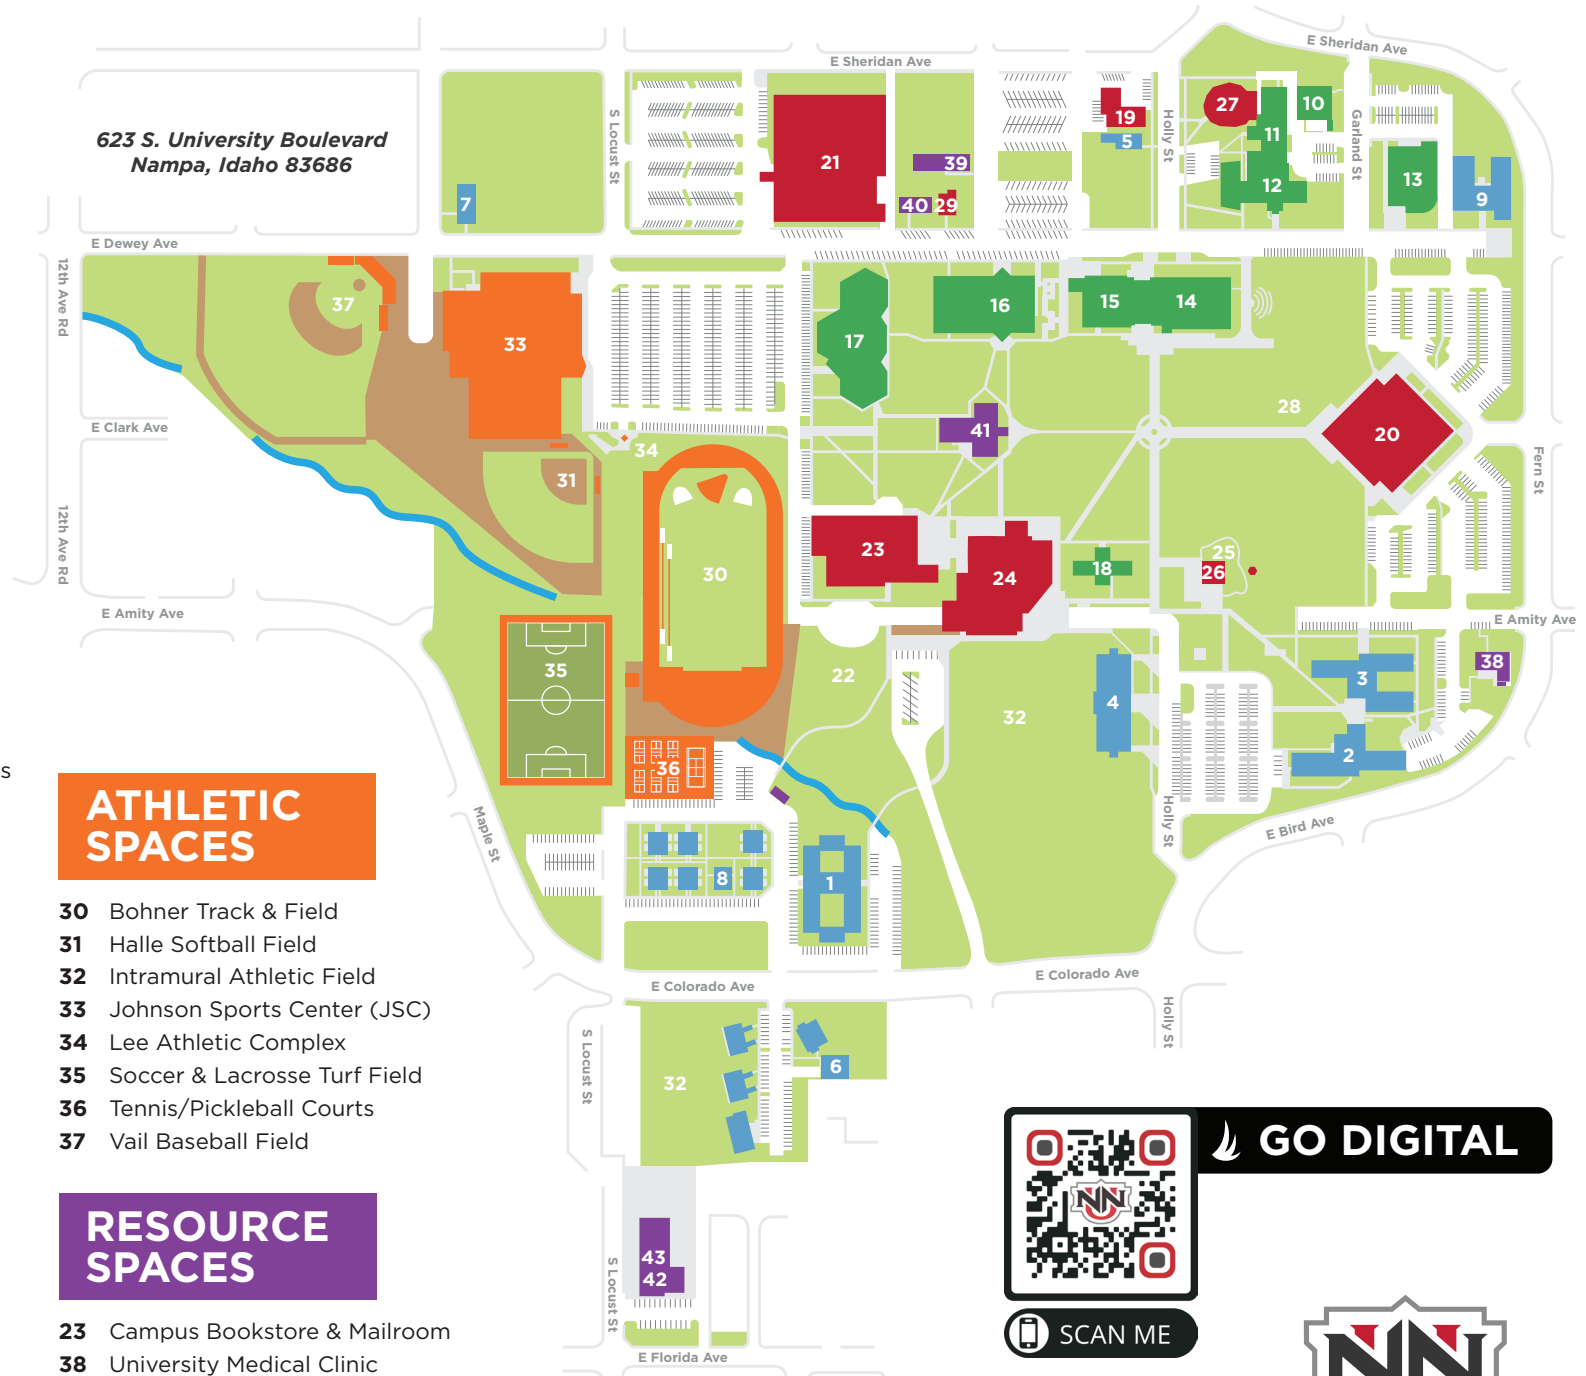 E Sheridan Ave
E Sheridan Ave
623 S. University Boulevard
Nampa, Idaho 83686
S Locust St
Holly St
Garland St
27
10
19
11
5
21
39
13
12
9
7
40
29
E Dewey Ave
12th Ave Rd
37
16
15
14
33
17
28
E Clark Ave
41
20
34
31
Fern St
12th Ave Rd
23
25
30
24
18
26
E Amity Ave
E Amity Ave
35
22
38
3
4
32
2
36
s
Maple St
Holly St
E Bird Ave
8
1
ATHLETIC
SPACES
30 Bohner Track & Field
31 Halle Softball Field
32 Intramural Athletic Field
33 Johnson Sports Center (JSC)
34 Lee Athletic Complex
35 Soccer & Lacrosse Turf Field
36 Tennis/Pickleball Courts
37 Vail Baseball Field
E Colorado Ave
E Colorado Ave
Holly St
S Locust St
6
32
GO DIGITAL
NNU
SCAN ME
RESOURCE
SPACES
23 Campus Bookstore & Mailroom
38 University Medical Clinic
43
42
S Locust St
E Florida Ave
NN